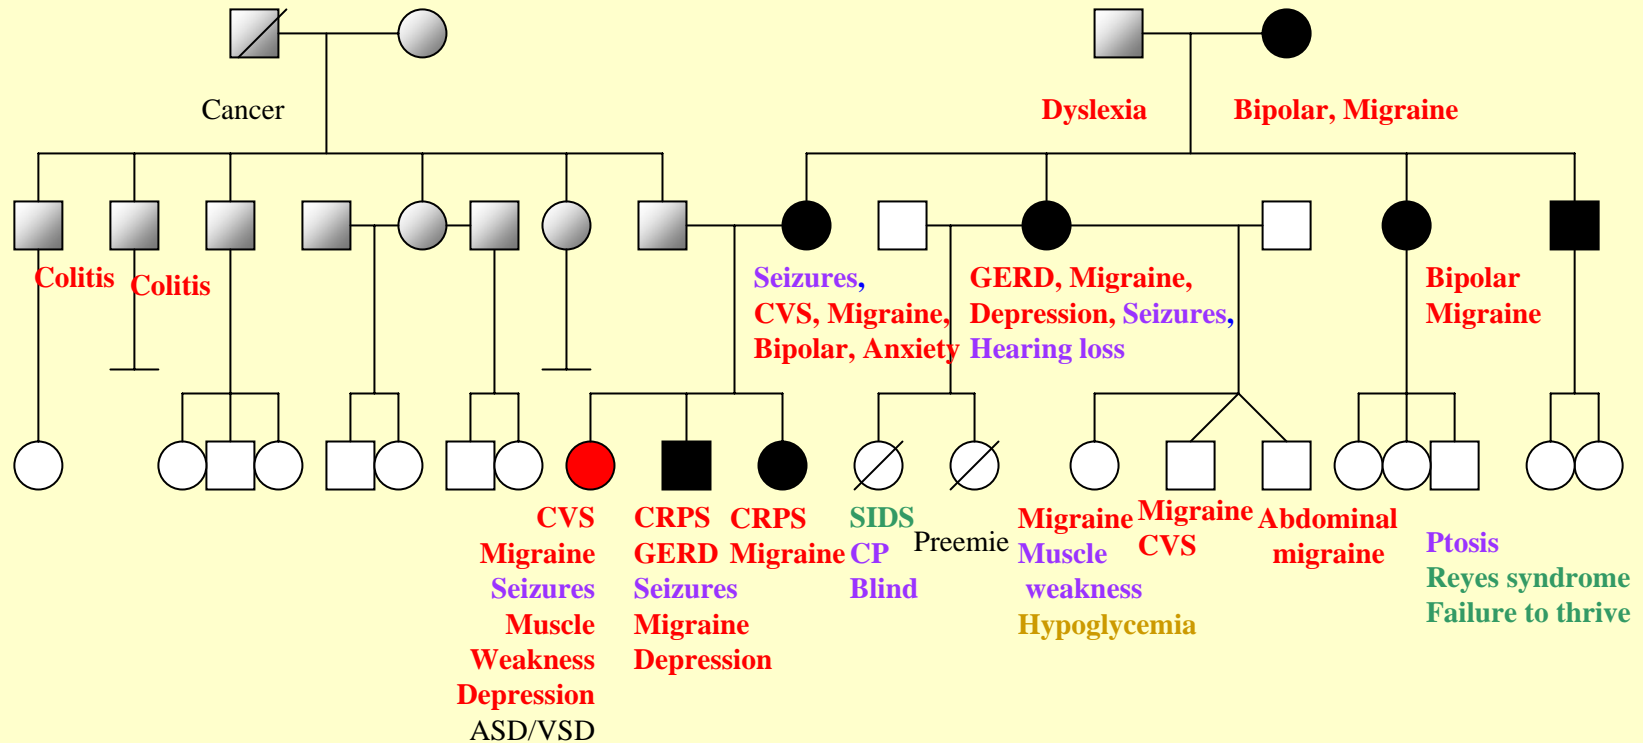 Cancer
Dyslexia
Bipolar, Migraine
Colitis
Colitis
Seizures,
CVS, Migraine,
Bipolar, Anxiety
GERD, Migraine,
Depression, Seizures,
Hearing loss
Bipolar
Migraine
CVS
Migraine
Seizures
Muscle
Weakness
Depression
ASD/VSD
CRPS
GERD
Seizures
Migraine
Depression
CRPS
Migraine
SIDS
CP
Blind
Preemie
Migraine
Muscle
weakness
Hypoglycemia
Migraine
CVS
Abdominal
migraine
Ptosis
Reyes syndrome
Failure to thrive